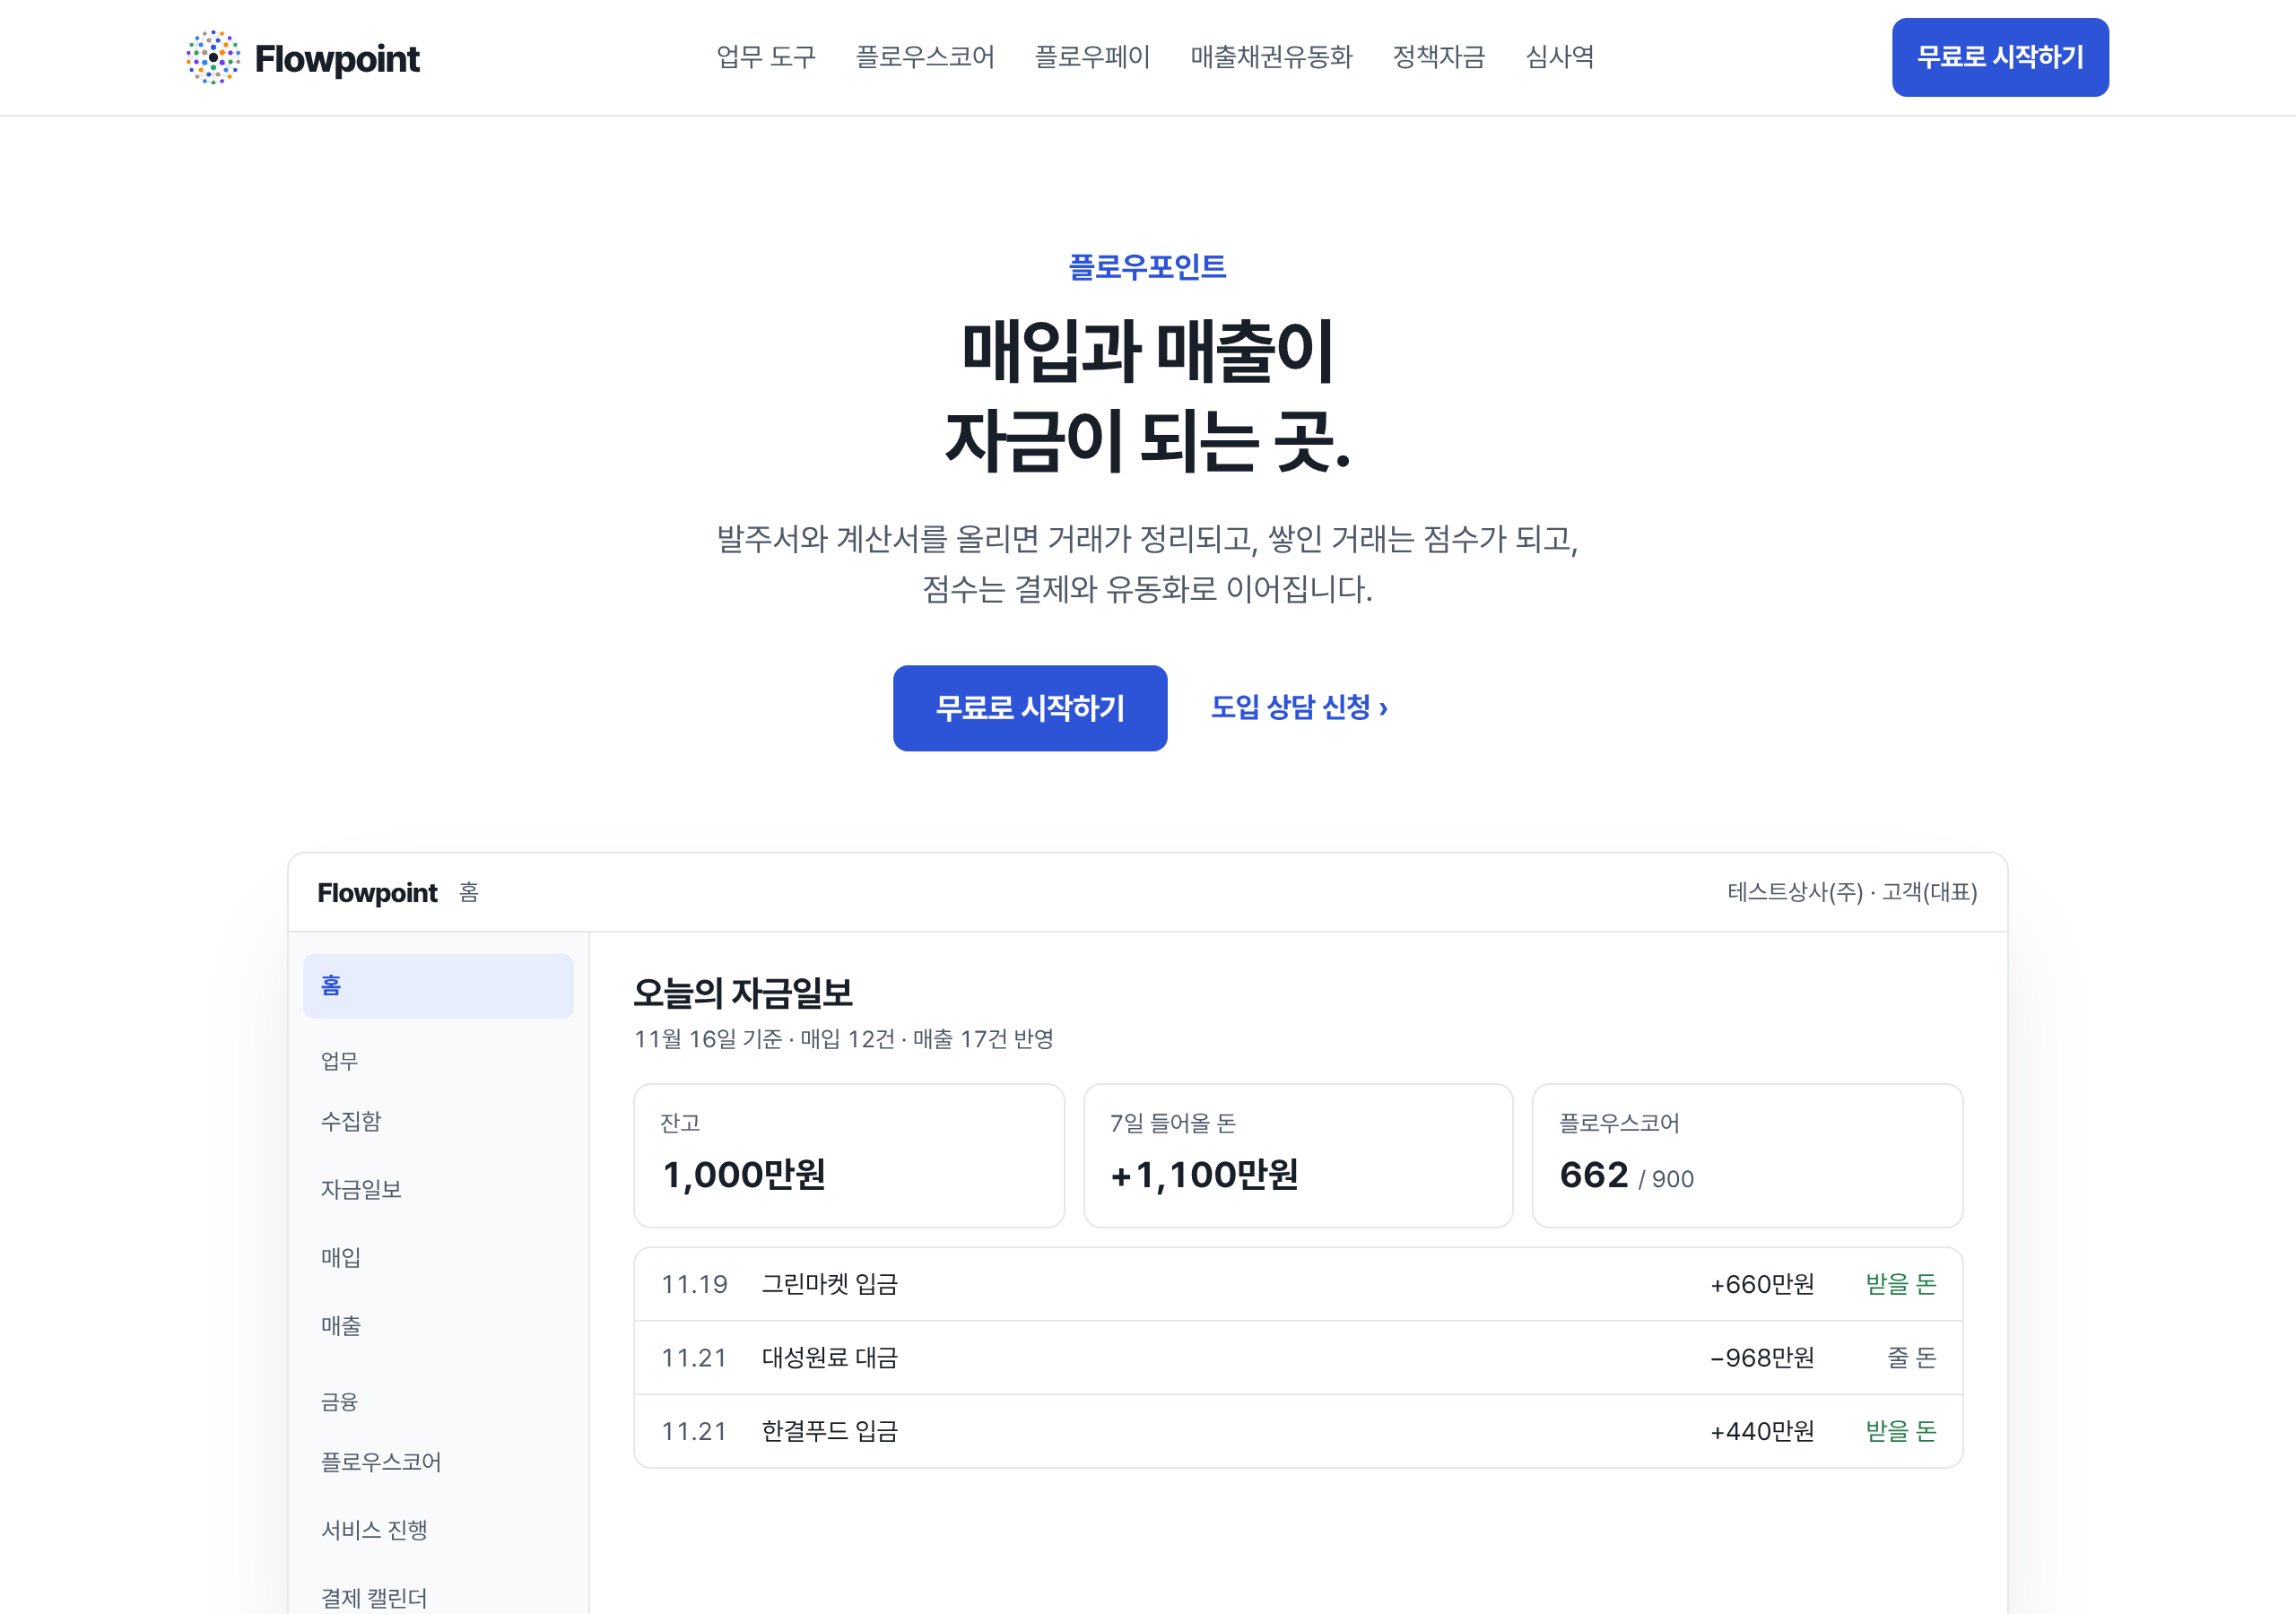 Flowpoint
업무 도구 플로우스코어 플로우페이 매출채권유동화 정책자금 심사역
무료로 시작하기
플로우포인트
매입과 매출이
자금이 되는 곳.
발주서와 계산서를 올리면 거래가 정리되고, 쌓인 거래는 점수가 되고,
점수는 결제와 유동화로 이어집니다.
무료로 시작하기 도입 상담 신청 ›
Flowpoint 홈 테스트상사(주) · 고객(대표)
홈
업무
수집함
자금일보
매입
매출
금융
플로우스코어
서비스 진행
결제 캘린더
오늘의 자금일보
11월 16일 기준 · 매입 12건 · 매출 17건 반영
잔고
1,000만원
7일 들어올 돈
+1,100만원
플로우스코어
662 / 900
11.19 그린마켓 입금 +660만원 받을 돈
11.21 대성원료 대금 −968만원 줄 돈
11.21 한결푸드 입금 +440만원 받을 돈